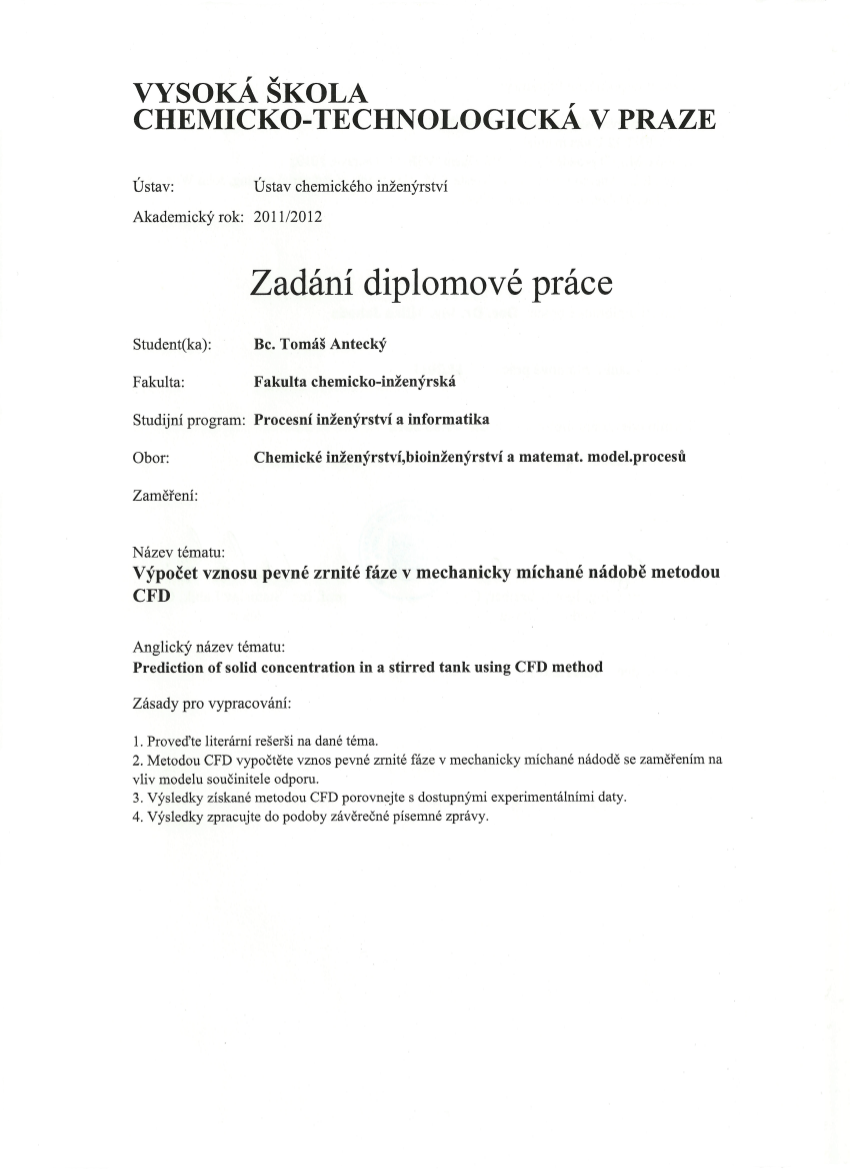 VYSOKÁ ŠKOLA
CHEMICKO-TECHNOLOGICKÁ V PRAZE
Ústav: Ústav chemického inženýrství
Akademický rok: 2011/2012
Zadání diplomové práce
Student(ka): Bc. Tomáš Antecký
Fakulta: Fakulta chemicko-inženýrská
Studijní program: Procesní inženýrství a informatika
Obor: Chemické inženýrství,bioinženýrství a matemat. model.procesů
Zaměření:
Název tématu:
Výpočet vznosu pevné zrnité fáze v mechanicky míchané nádobě metodou
CFD
Anglický název tématu:
Prediction of solid concentration in a stirred tank using CFD method
Zásady pro vypracování:
1. Proveďte literární rešerši na dané téma.
2. Metodou CFD vypočtěte vznos pevné zrnité fáze v mechanicky míchané nádodě se zaměřením na
vliv modelu součinitele odporu.
3. Výsledky získané metodou CFD porovnejte s dostupnými experimentálními daty.
4. Výsledky zpracujte do podoby závěrečné písemné zprávy.